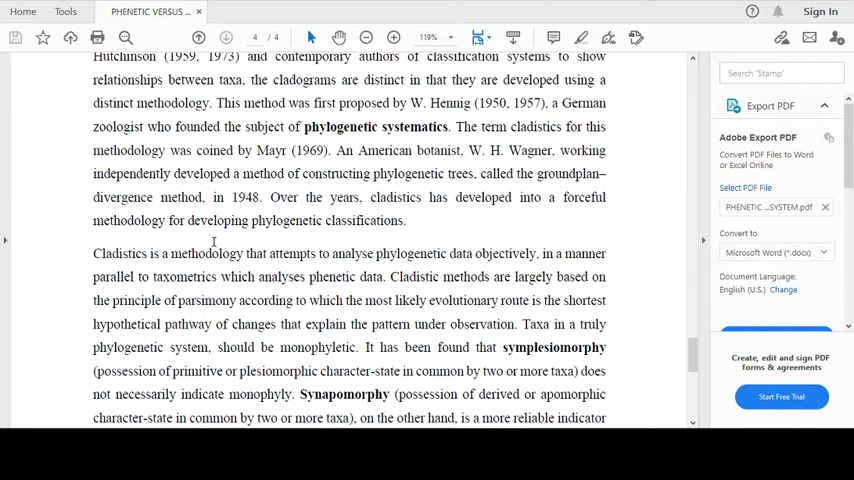 Home Tools PHENETIC VERSUS ... × Sign In
4 / 4 119%
Hutchinson (1959, 1973) and contemporary authors of classification systems to show
relationships between taxa, the cladograms are distinct in that they are developed using a
distinct methodology. This method was first proposed by W. Hennig (1950, 1957), a German
zoologist who founded the subject of phylogenetic systematics. The term cladistics for this
methodology was coined by Mayr (1969). An American botanist, W. H. Wagner, working
independently developed a method of constructing phylogenetic trees, called the groundplan–
divergence method, in 1948. Over the years, cladistics has developed into a forceful
methodology for developing phylogenetic classifications.
Cladistics is a methodology that attempts to analyse phylogenetic data objectively, in a manner
parallel to taxometrics which analyses phenetic data. Cladistic methods are largely based on
the principle of parsimony according to which the most likely evolutionary route is the shortest
hypothetical pathway of changes that explain the pattern under observation. Taxa in a truly
phylogenetic system, should be monophyletic. It has been found that symplesiomorphy
(possession of primitive or plesiomorphic character-state in common by two or more taxa) does
not necessarily indicate monophyly. Synapomorphy (possession of derived or apomorphic
character-state in common by two or more taxa), on the other hand, is a more reliable indicator
Search 'Stamp'
Export PDF
Adobe Export PDF
Convert PDF Files to Word
or Excel Online
Select PDF File
PHENETIC ...SYSTEM.pdf ×
Convert to
Microsoft Word (*.docx)
Document Language:
English (U.S.) Change
Create, edit and sign PDF
forms & agreements
Start Free Trial